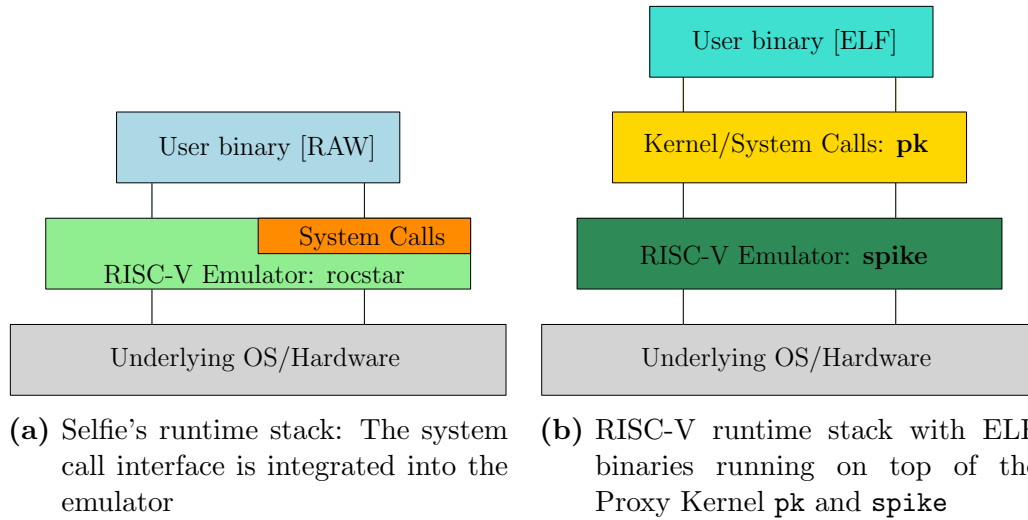 User binary [RAW]
System Calls
RISC-V Emulator: rocstar
Underlying OS/Hardware
(a) Selfie's runtime stack: The system
call interface is integrated into the
emulator
User binary [ELF]
Kernel/System Calls: pk
RISC-V Emulator: spike
Underlying OS/Hardware
(b) RISC-V runtime stack with ELF
binaries running on top of the
Proxy Kernel pk and spike